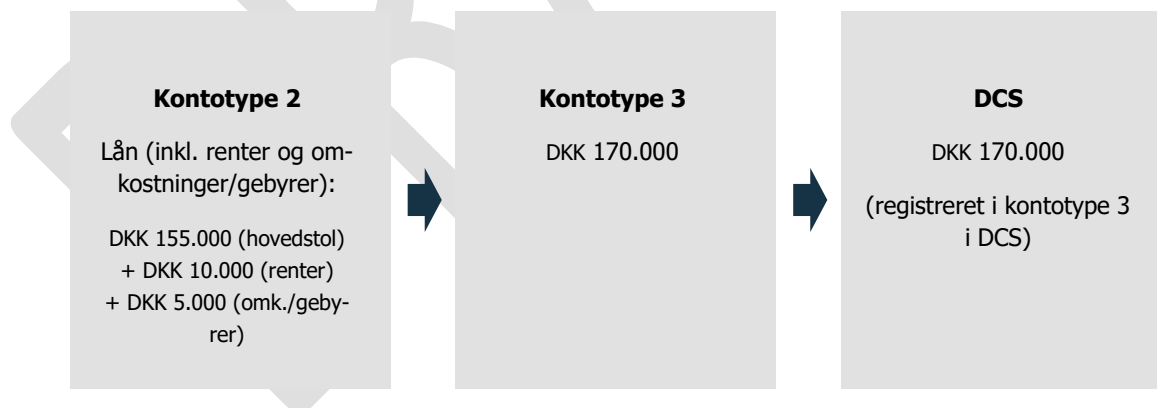 Kontotype 2
Lån (inkl. renter og om-
kostninger/gebyrer):
DKK 155.000 (hovedstol)
+ DKK 10.000 (renter)
+ DKK 5.000 (omk./geby-
rer)
Kontotype 3
DKK 170.000
DCS
DKK 170.000
(registreret i kontotype 3
i DCS)